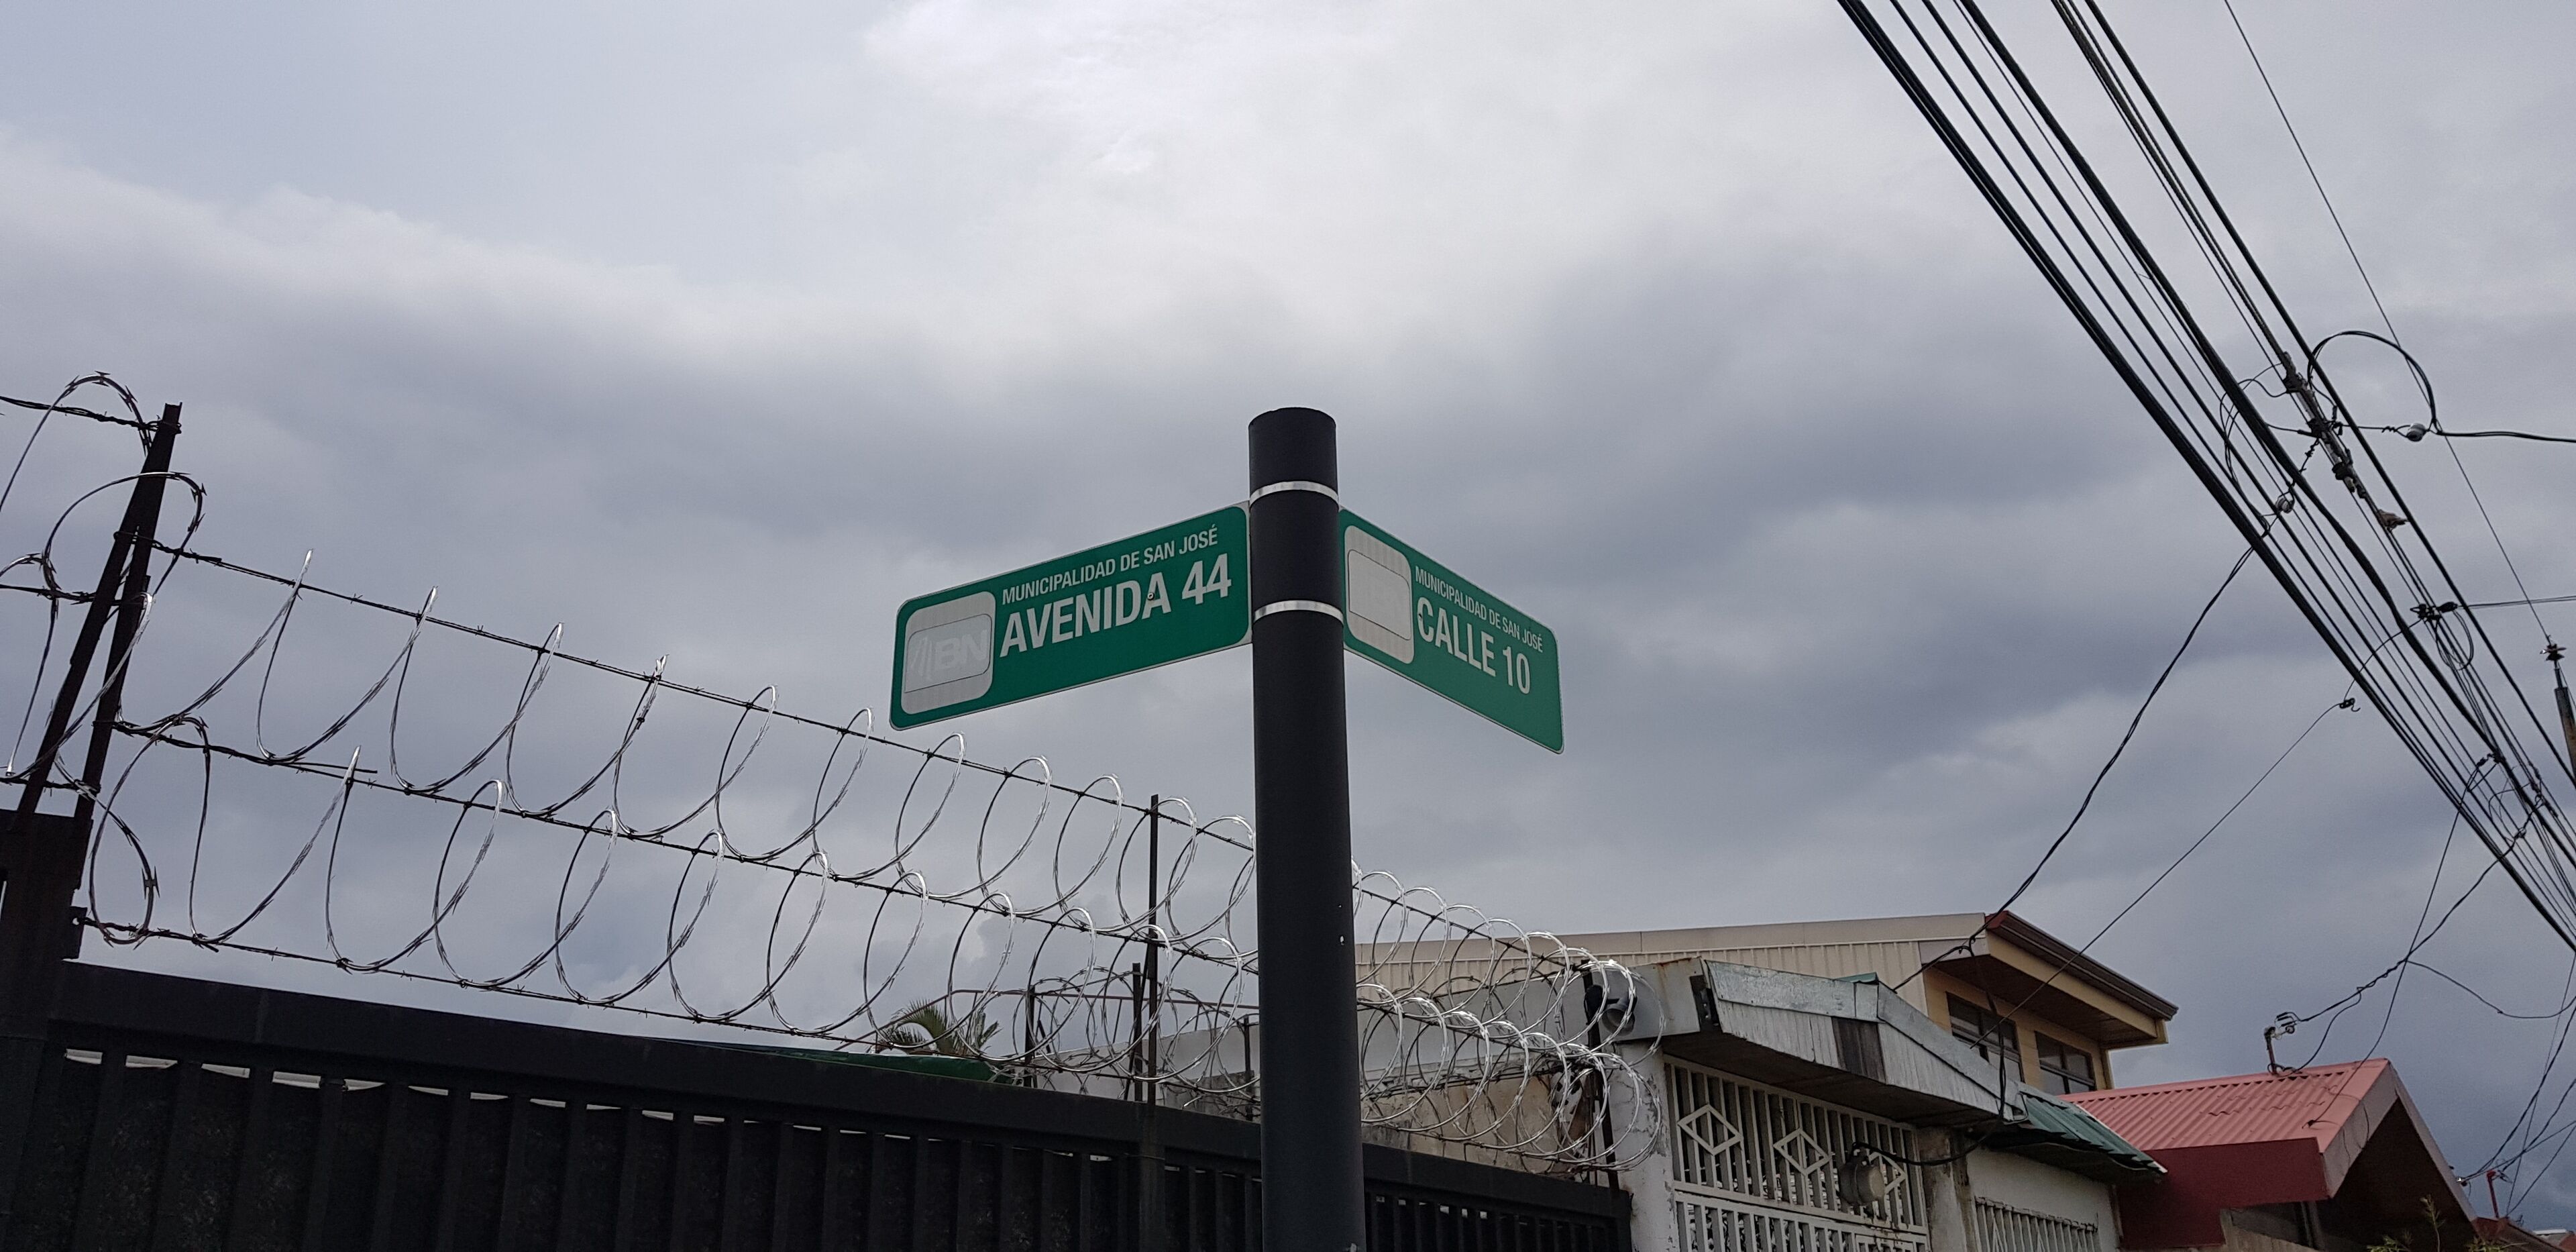 MUNICIPALIDAD DE SAN JOSÉ
AVENIDA 44
BN
MUNICIPALIDAD DE SAN JOSÉ
CALLE 10